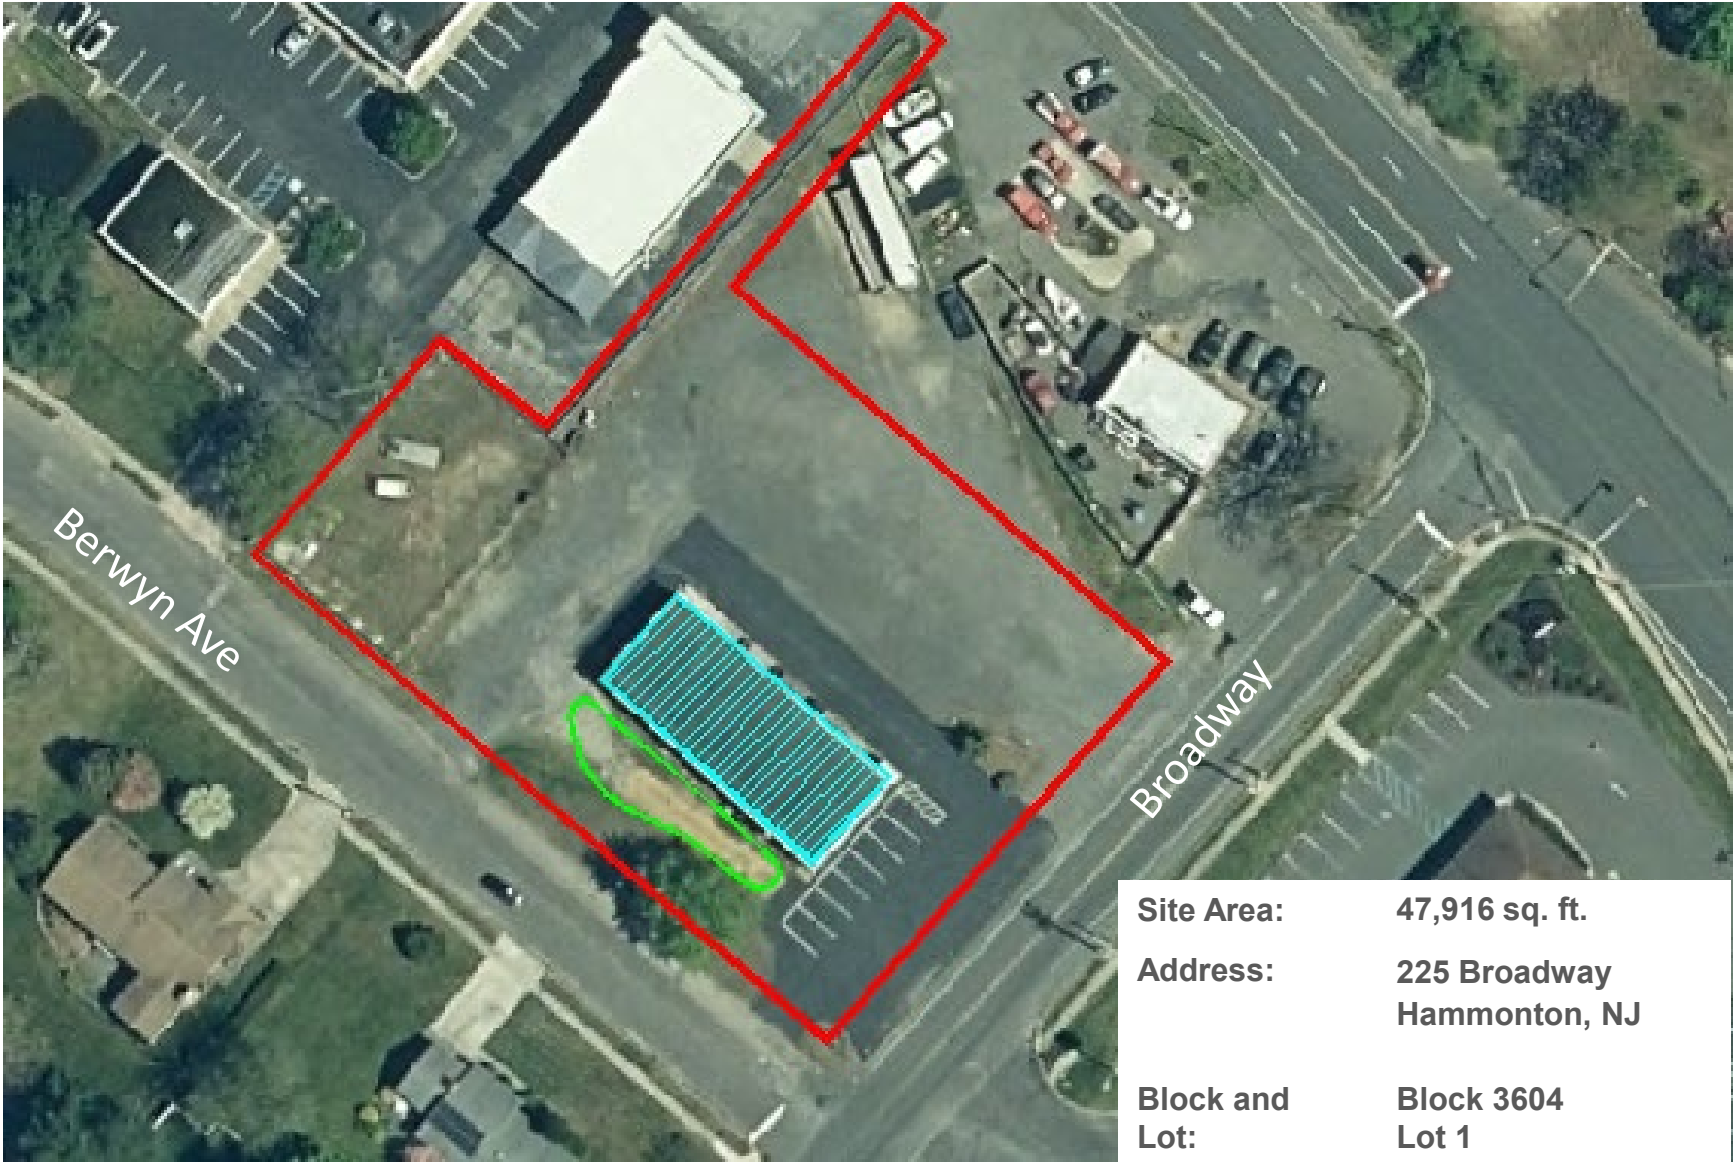 Berwyn Ave
Broadway
Site Area: 47,916 sq. ft.
Address: 225 Broadway
Hammonton, NJ
Block and Block 3604
Lot: Lot 1